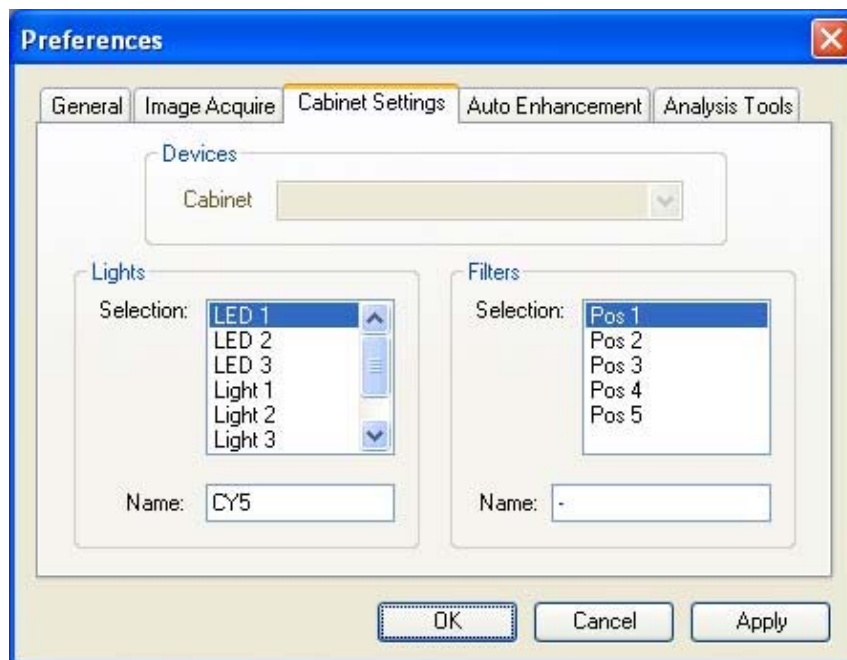 Preferences
General Image Acquire Cabinet Settings Auto Enhancement Analysis Tools
Devices
Cabinet
Lights
Selection:
LED 1
LED 2
LED 3
Light 1
Light 2
Light 3
Name: CY5
Filters
Selection:
Pos 1
Pos 2
Pos 3
Pos 4
Pos 5
Name: -
OK Cancel Apply